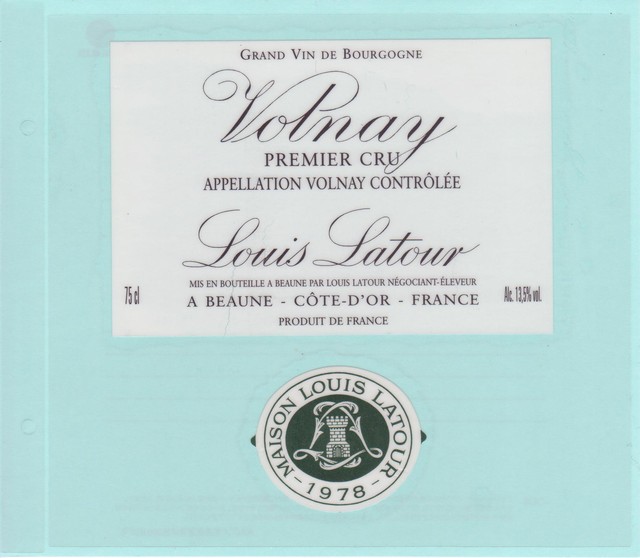 GRAND VIN DE BOURGOGNE
Volnay
PREMIER CRU
APPELLATION VOLNAY CONTRÔLÉE
Louis Latour
MIS EN BOUTEILLE A BEAUNE PAR LOUIS LATOUR NÉGOCIANT-ÉLEVEUR
75 cl
A BEAUNE - CÔTE-D'OR - FRANCE
Alc. 13,5% vol.
PRODUIT DE FRANCE
MAISON LOUIS LATOUR
- 1978 -